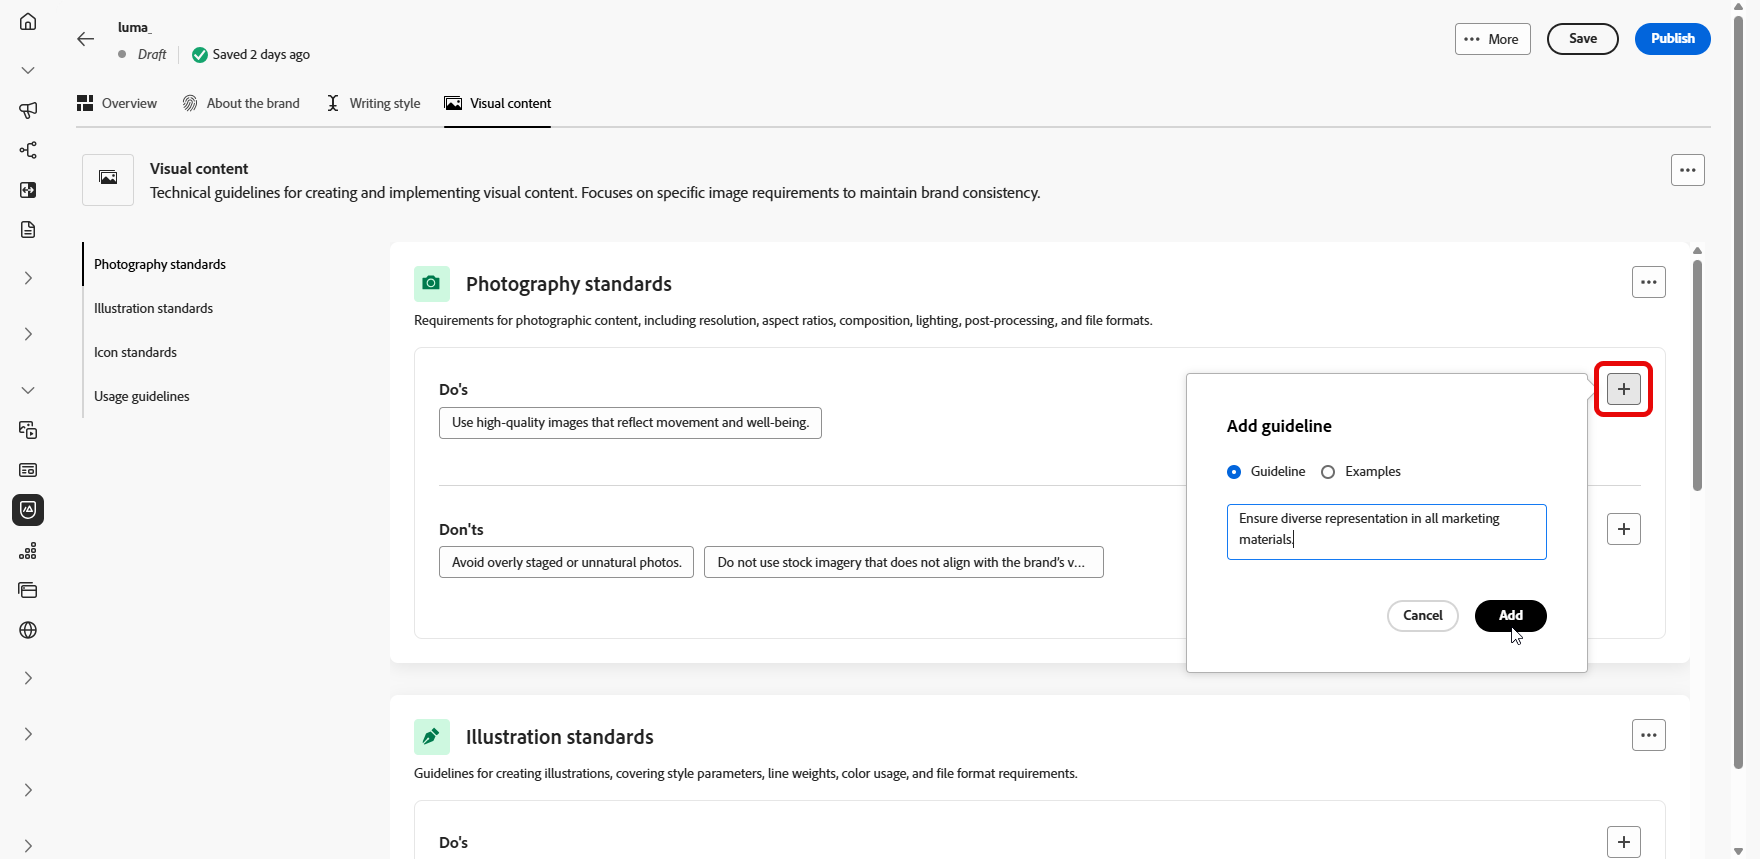 luma_
Draft
Saved 2 days ago
More
Save
Publish
Overview
About the brand
Writing style
Visual content
Visual content
Technical guidelines for creating and implementing visual content. Focuses on specific image requirements to maintain brand consistency.
Photography standards
Illustration standards
Icon standards
Usage guidelines
Photography standards
Requirements for photographic content, including resolution, aspect ratios, composition, lighting, post-processing, and file formats.
Do's
Use high-quality images that reflect movement and well-being.
Don'ts
Avoid overly staged or unnatural photos.
Do not use stock imagery that does not align with the brand's v...
Add guideline
Guideline
Examples
Ensure diverse representation in all marketing
materials.
Cancel
Add
Illustration standards
Guidelines for creating illustrations, covering style parameters, line weights, color usage, and file format requirements.
Do's